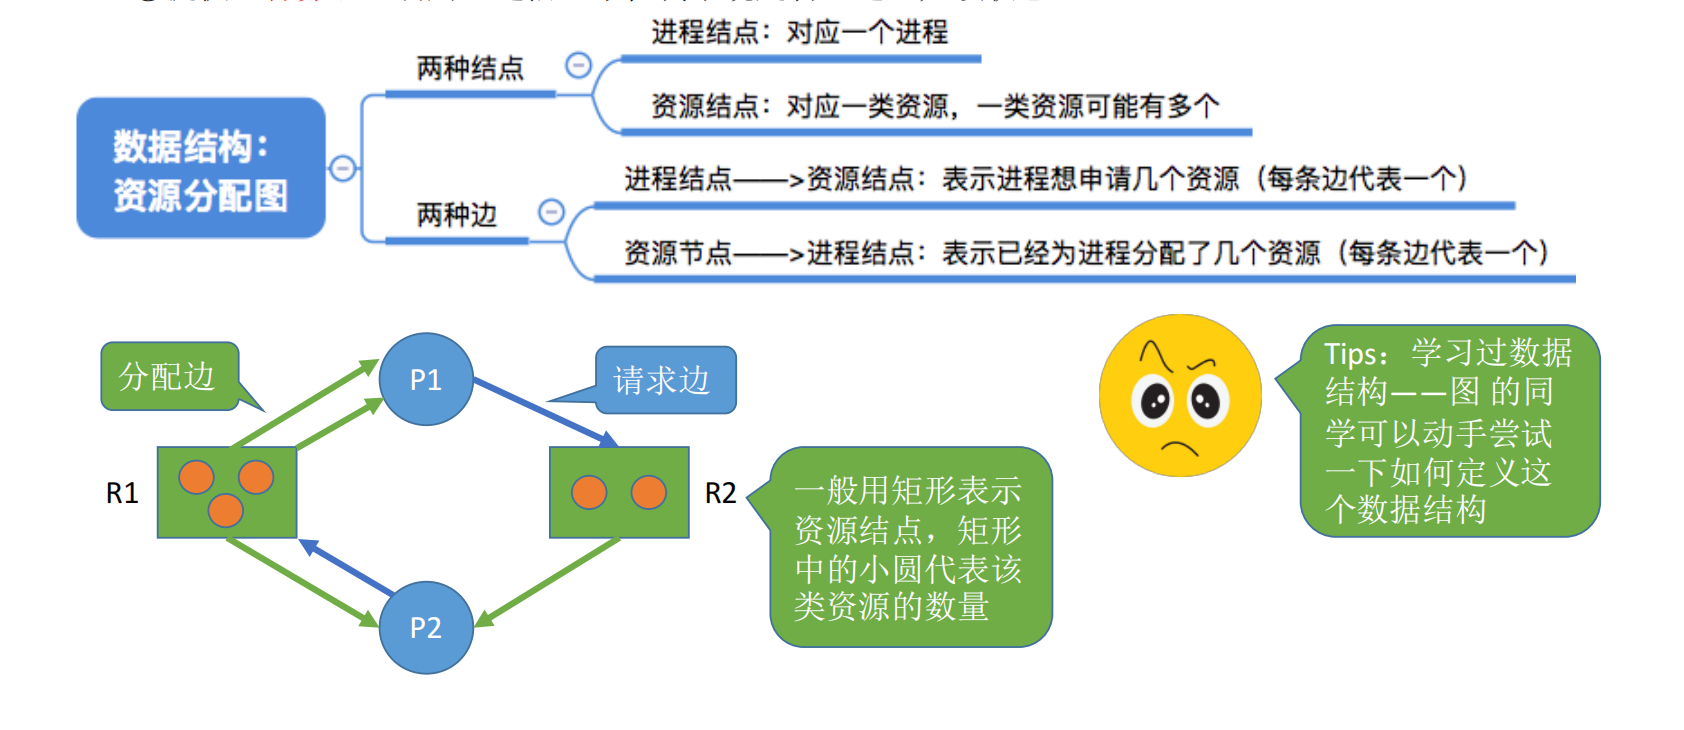 进程结点：对应一个进程
两种结点
资源结点：对应一类资源，一类资源可能有多个
数据结构：
资源分配图
进程结点——>资源结点：表示进程想申请几个资源（每条边代表一个）
两种边
资源节点——>进程结点：表示已经为进程分配了几个资源（每条边代表一个）
分配边
P1
请求边
R1
R2
一般用矩形表示
资源结点，矩形
中的小圆代表该
类资源的数量
P2
Tips：学习过数据
结构——图 的同
学可以动手尝试
一下如何定义这
个数据结构